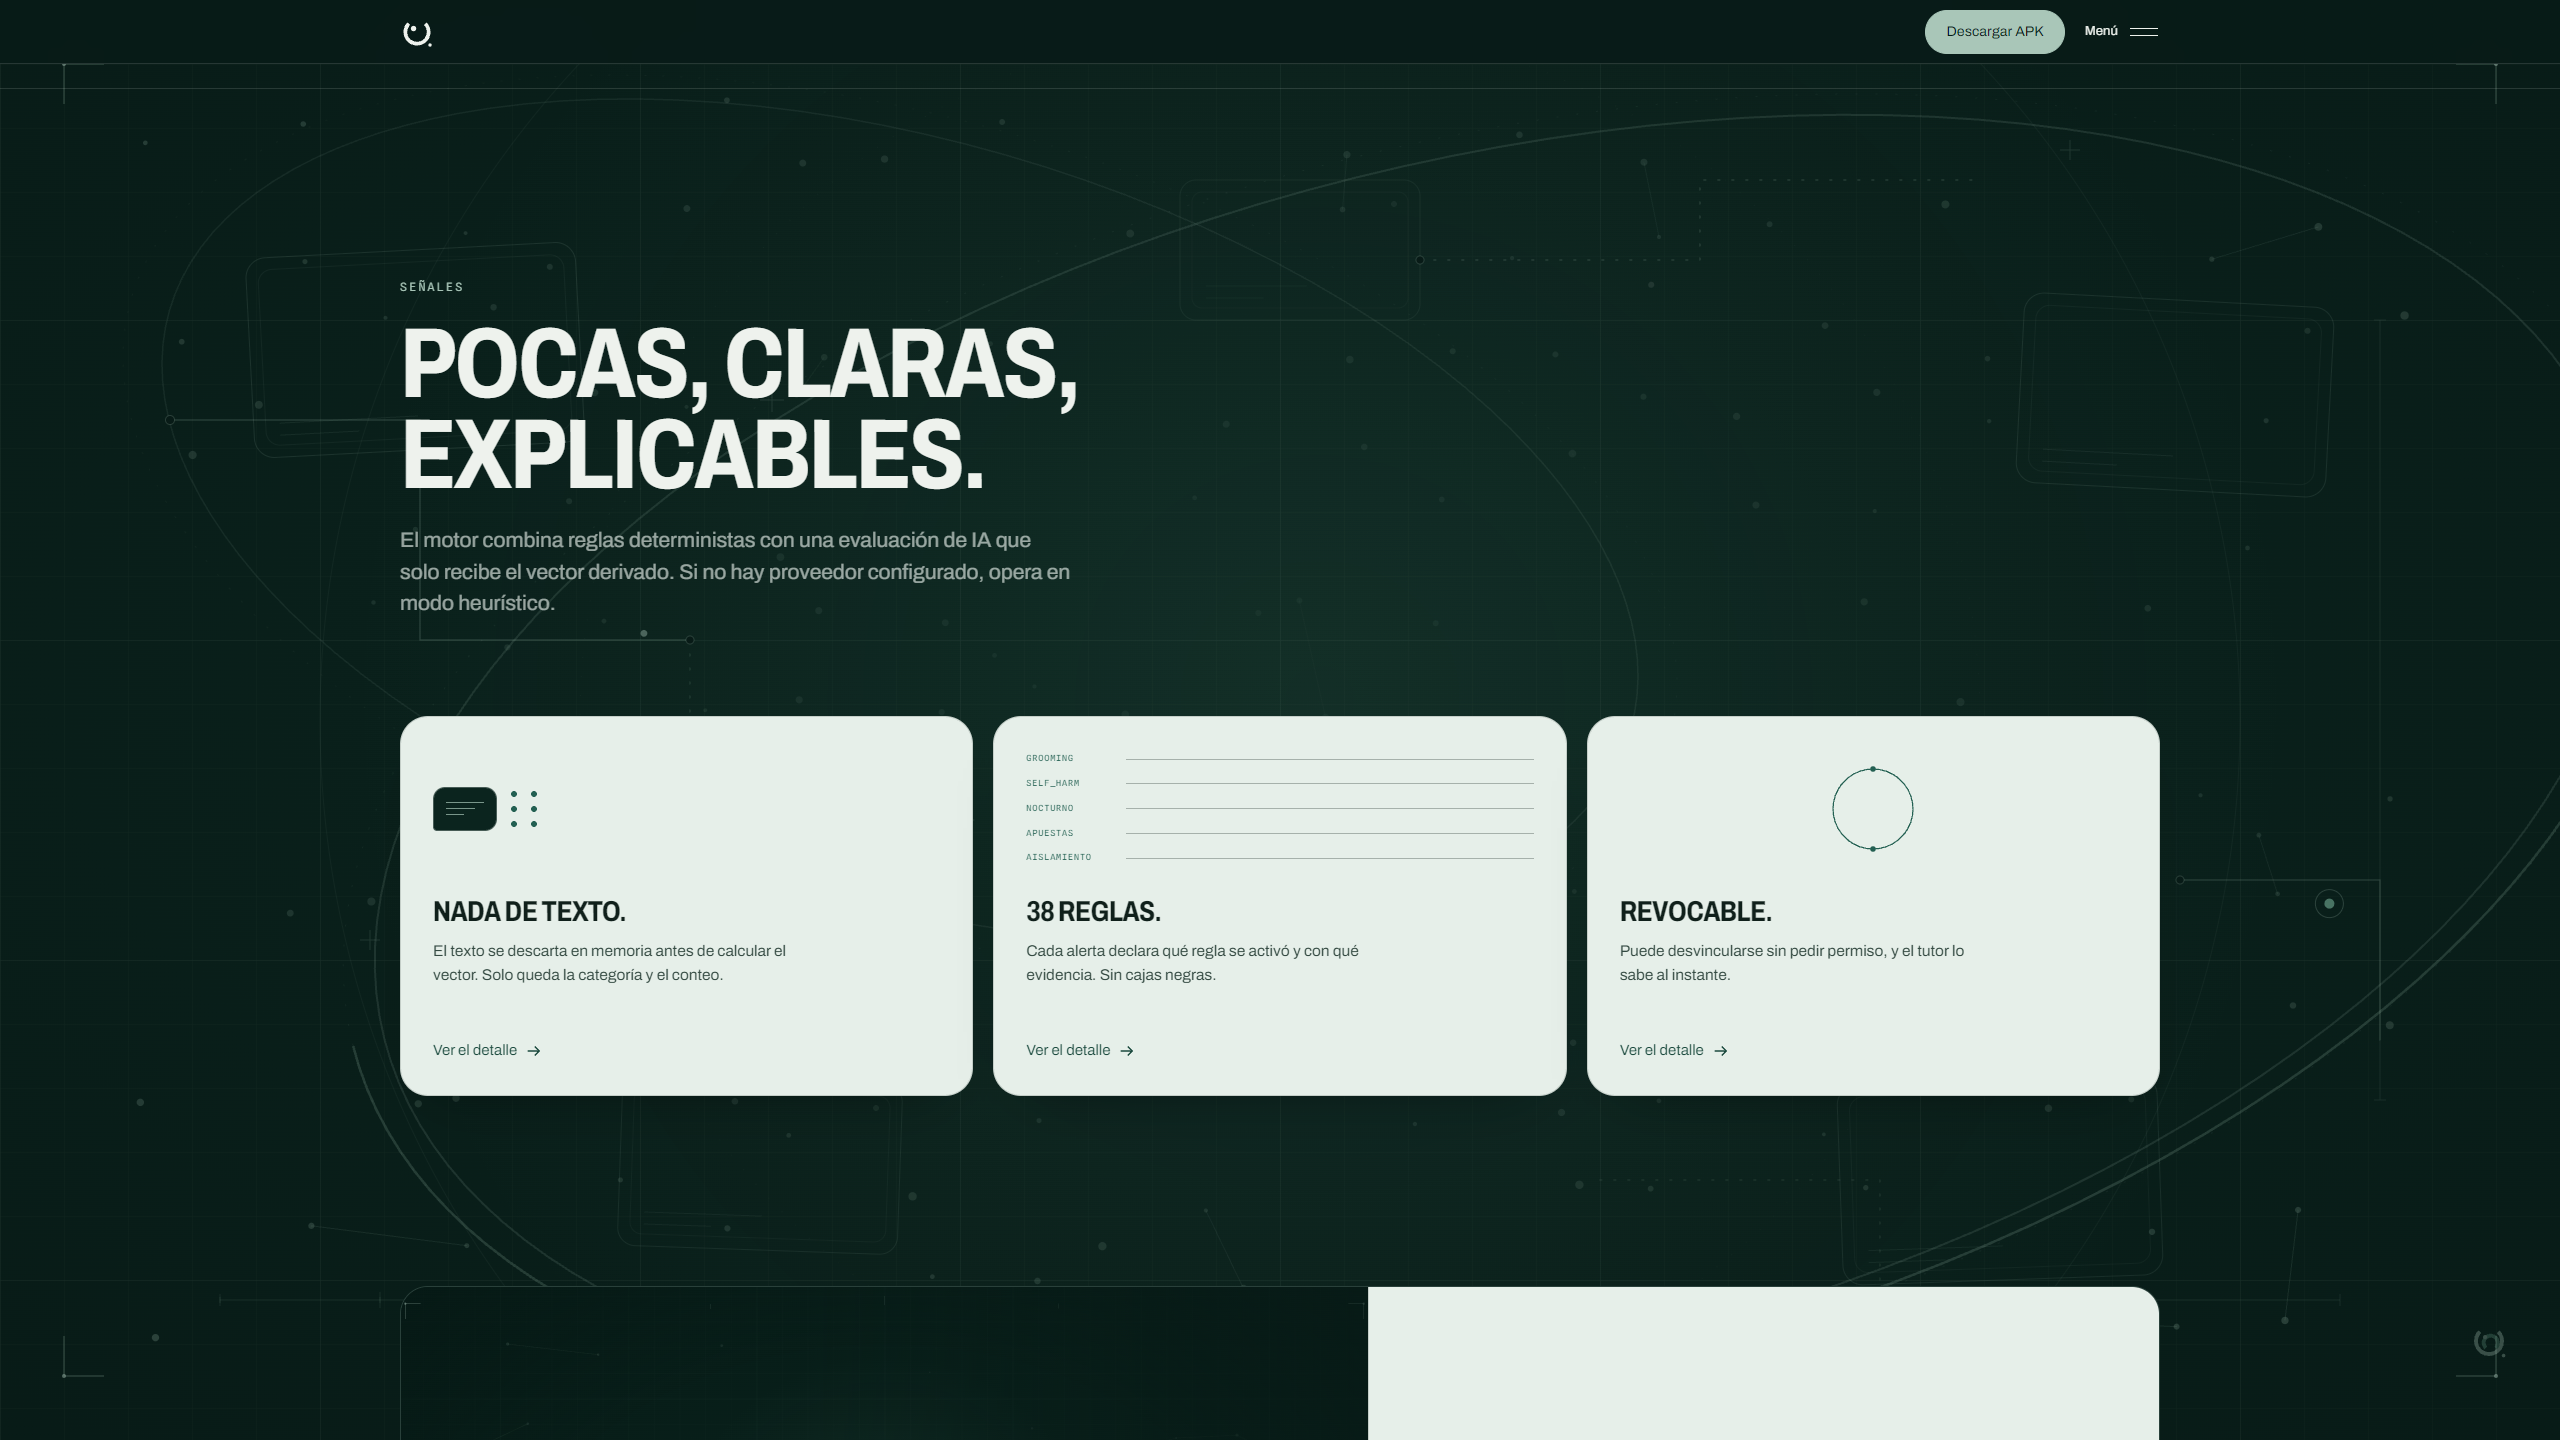 Descargar APK
Menú
SEÑALES
POCAS, CLARAS,
EXPLICABLES.
El motor combina reglas deterministas con una evaluación de IA que
solo recibe el vector derivado. Si no hay proveedor configurado, opera en
modo heurístico.
NADA DE TEXTO.
El texto se descarta en memoria antes de calcular el
vector. Solo queda la categoría y el conteo.
Ver el detalle
GROOMING
SELF_HARM
NOCTURNO
APUESTAS
AISLAMIENTO
38 REGLAS.
Cada alerta declara qué regla se activó y con qué
evidencia. Sin cajas negras.
Ver el detalle
REVOCABLE.
Puede desvincularse sin pedir permiso, y el tutor lo
sabe al instante.
Ver el detalle